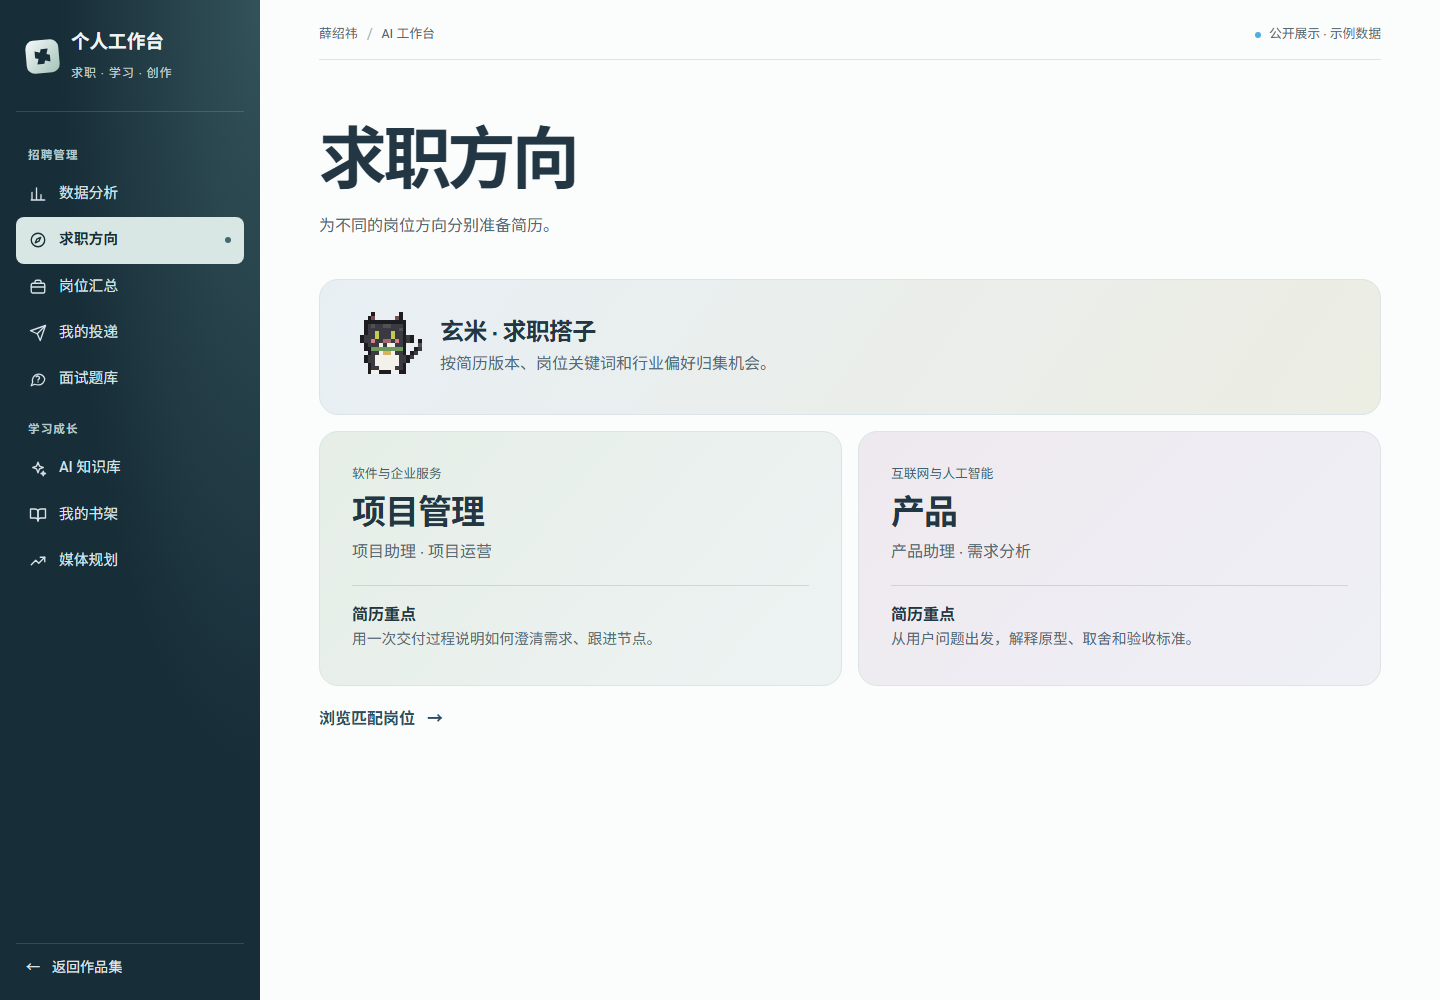 个人工作台
求职 · 学习 · 创作
招聘管理
数据分析
求职方向
岗位汇总
我的投递
面试题库
学习成长
AI 知识库
我的书架
媒体规划
← 返回作品集
薛绍祎 / AI 工作台
公开展示 · 示例数据
求职方向
为不同的岗位方向分别准备简历。
玄米 · 求职搭子
按简历版本、岗位关键词和行业偏好归集机会。
软件与企业服务
项目管理
项目助理 · 项目运营
简历重点
用一次交付过程说明如何澄清需求、跟进节点。
互联网与人工智能
产品
产品助理 · 需求分析
简历重点
从用户问题出发，解释原型、取舍和验收标准。
浏览匹配岗位 →